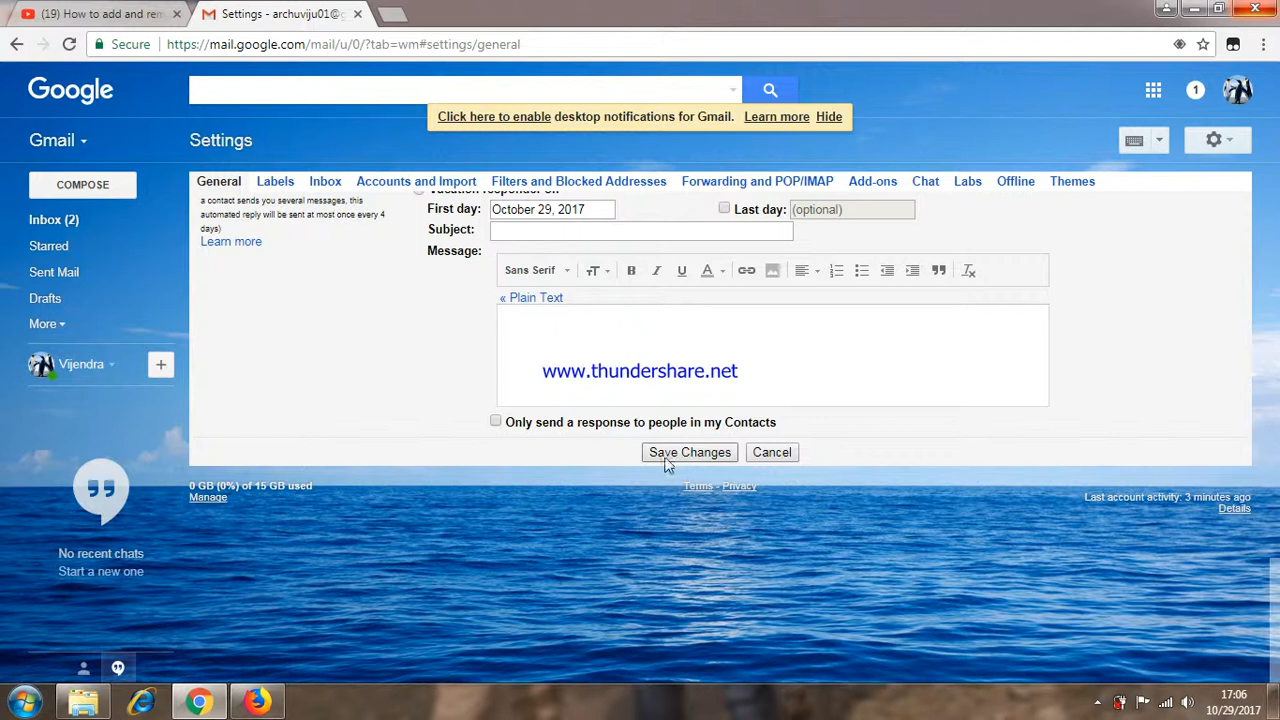 (19) How to add and rem
Settings - archuviju01@g
Secure https://mail.google.com/mail/u/0/?tab=wm#settings/general
Google
1
Click here to enable desktop notifications for Gmail. Learn more Hide
Gmail
Settings
COMPOSE
Inbox (2)
Starred
Sent Mail
Drafts
More
Vijendra
General Labels Inbox Accounts and Import Filters and Blocked Addresses Forwarding and POP/IMAP Add-ons Chat Labs Offline Themes
a contact sends you several messages, this
automated reply will be sent at most once every 4
days)
Learn more
First day: October 29, 2017 Last day: (optional)
Subject:
Message:
Sans Serif
« Plain Text
www.thundershare.net
Only send a response to people in my Contacts
Save Changes Cancel
0 GB (0%) of 15 GB used
Manage
Terms - Privacy
Last account activity: 3 minutes ago
Details
No recent chats
Start a new one
17:06
10/29/2017